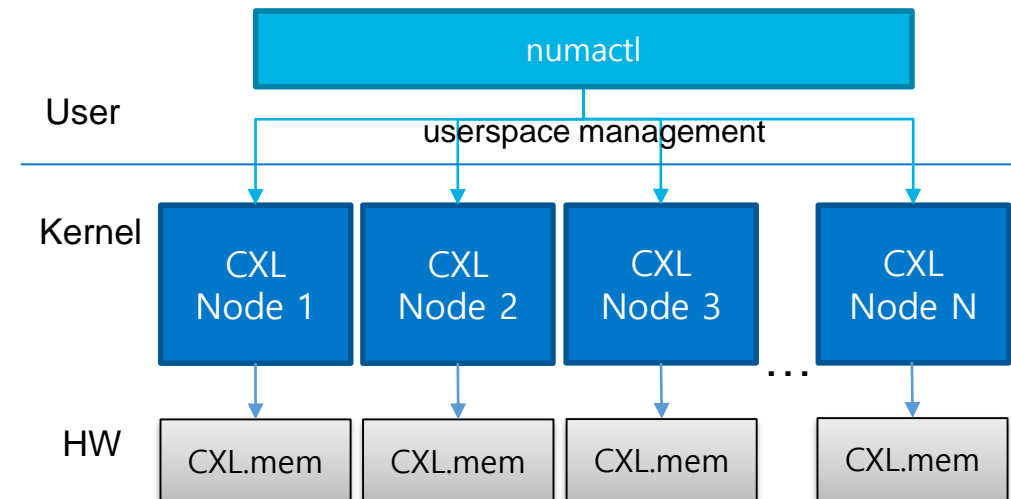 numactl
User
userspace management
Kernel
CXL
Node 1
CXL
Node 2
CXL
Node 3
CXL
Node N
...
HW
CXL.mem
CXL.mem
CXL.mem
CXL.mem